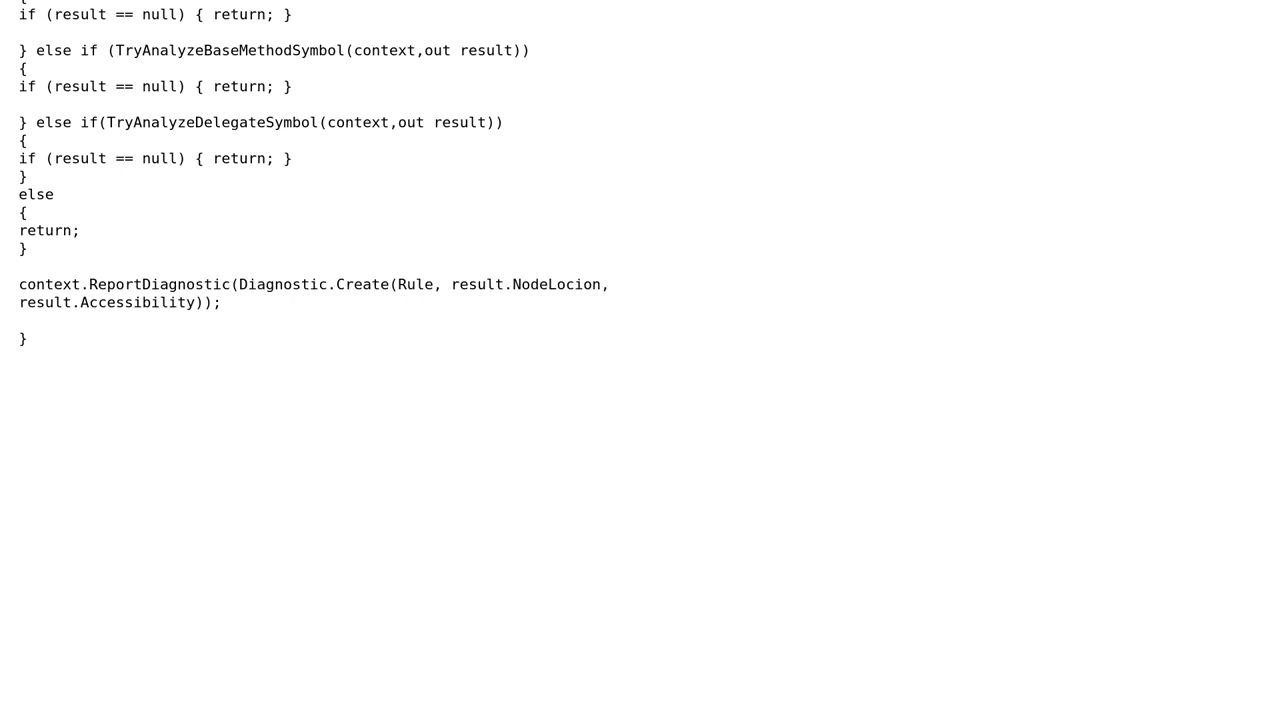 {
if (result == null) { return; }
} else if (TryAnalyzeBaseMethodSymbol(context,out result))
{
if (result == null) { return; }
} else if(TryAnalyzeDelegateSymbol(context,out result))
{
if (result == null) { return; }
}
else
{
return;
}
context.ReportDiagnostic(Diagnostic.Create(Rule, result.NodeLocion,
result.Accessibility));
}